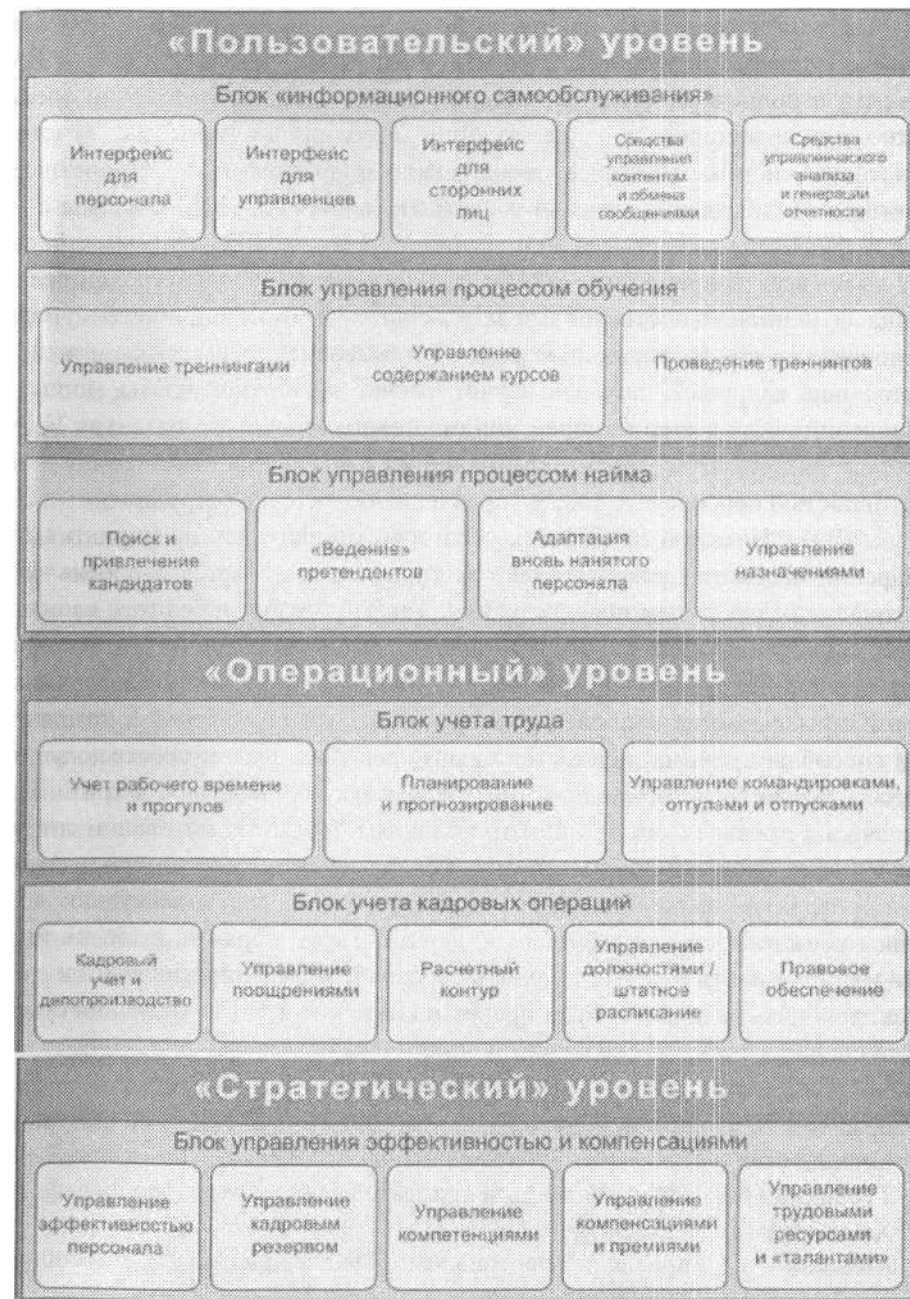 «Пользовательский» уровень
Блок «информационного самообслуживания»
Интерфейс
для
персонала
Интерфейс
для
управленцев
Интерфейс
для
сторонних
лиц
Средства
управления
контентом
и обмена
сообщениями
Средства
управленческого
анализа
и генерации
отчетности
Блок управления процессом обучения
Управление треннингами
Управление
содержанием курсов
Проведение треннингов
Блок управления процессом найма
Поиск и
привлечение
кандидатов
«Ведение»
претендентов
Адаптация
вновь нанятого
персонала
Управление
назначениями
«Операционный» уровень
Блок учета труда
Учет рабочего времени
и прогулов
Планирование
и прогнозирование
Управление командировками,
отгулами и отпусками
Блок учета кадровых операций
Кадровый
учет и
делопроизводство
Управление
поощрениями
Расчетный
контур
Управление
должностями /
штатное
расписание
Правовое
обеспечение
«Стратегический» уровень
Блок управления эффективностью и компенсациями
Управление
эффективностью
персонала
Управление
кадровым
резервом
Управление
компетенциями
Управление
компенсациями
и премиями
Управление
трудовыми
ресурсами
и «талантами»